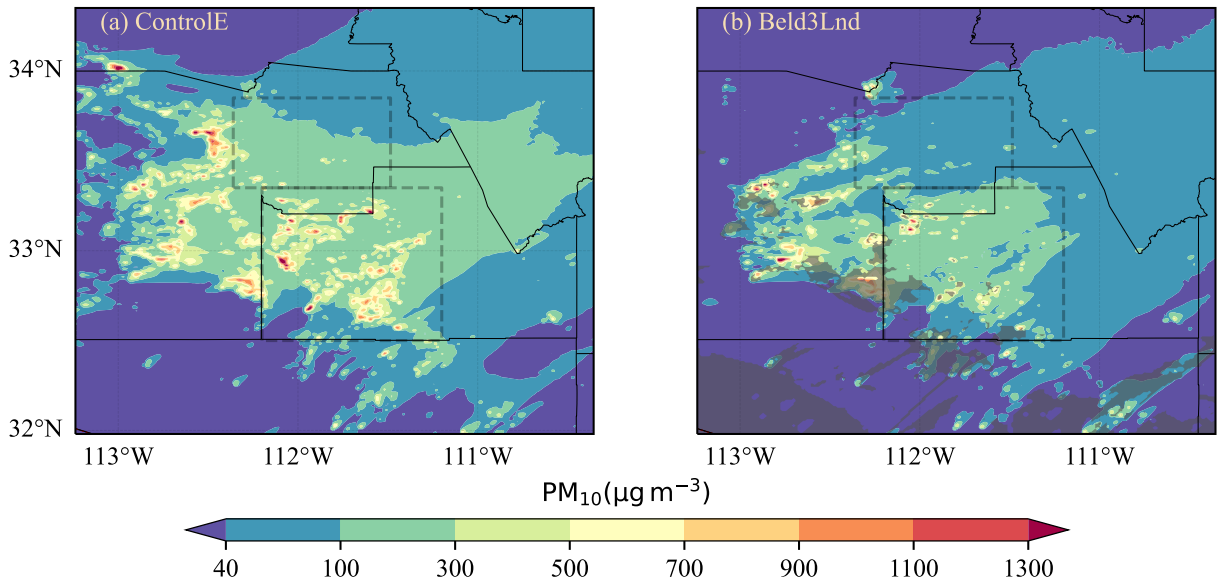 (a) ControlE
(b) Beld3Lnd
34°N
33°N
32°N
113°W 112°W 111°W
113°W 112°W 111°W
PM₁₀(μg m⁻³)
40 100 300 500 700 900 1100 1300